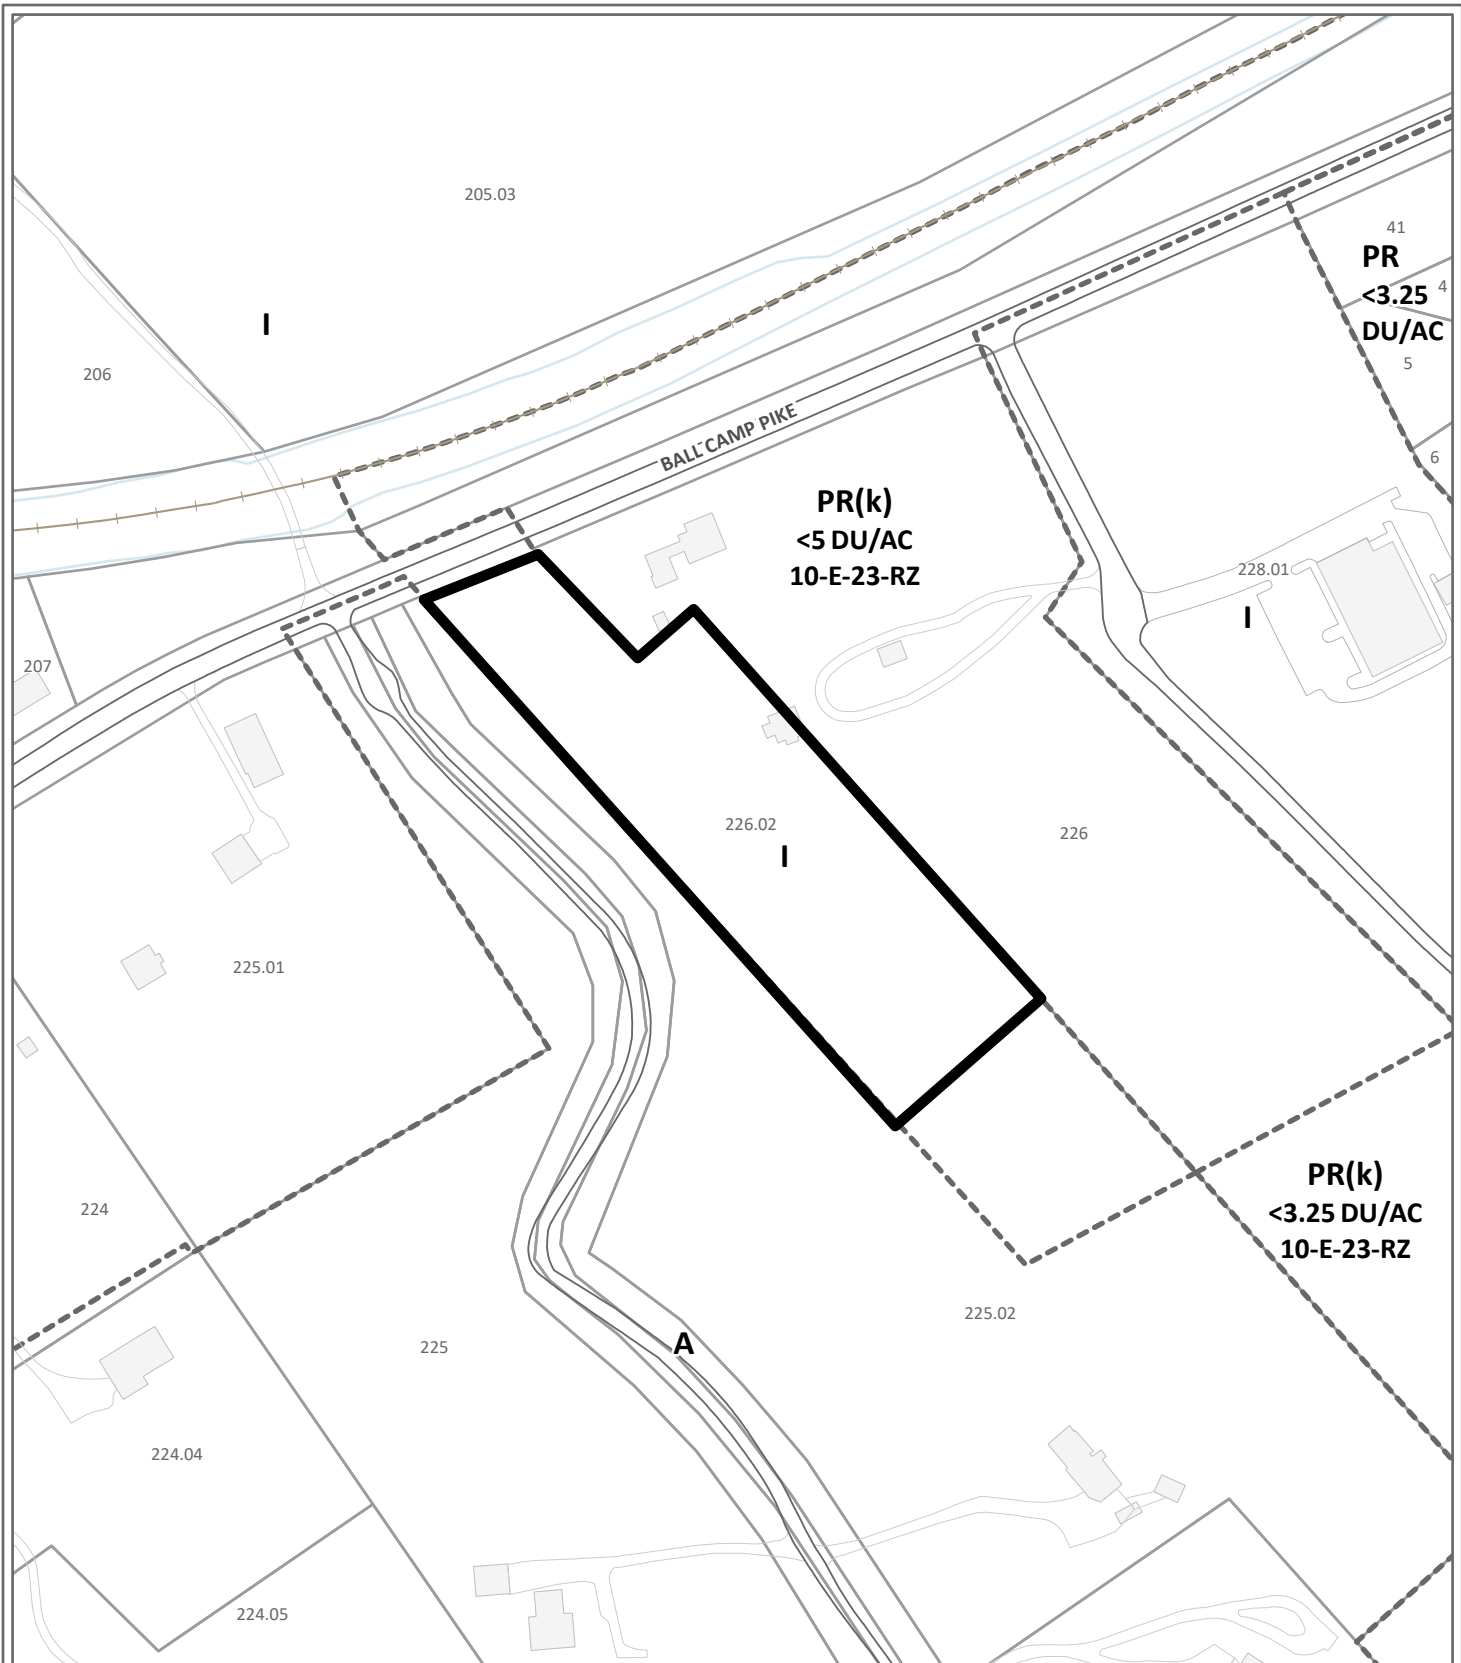 205.03
41
PR
<3.25
4
DU/AC
I
5
206
BALL CAMP PIKE
6
PR(k)
<5 DU/AC
10-E-23-RZ
228.01
I
207
226.02
226
I
225.01
PR(k)
224
<3.25 DU/AC
10-E-23-RZ
225.02
225
A
224.04
224.05